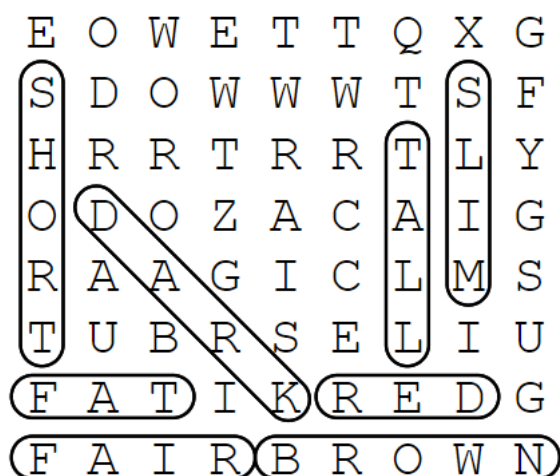 E O W E T T Q X G
S D O W W W T S F
H R R T R R T L Y
O D O Z A C A I G
R A A G I C L M S
T U B R S E L I U
F A T I K R E D G
F A I R B R O W N